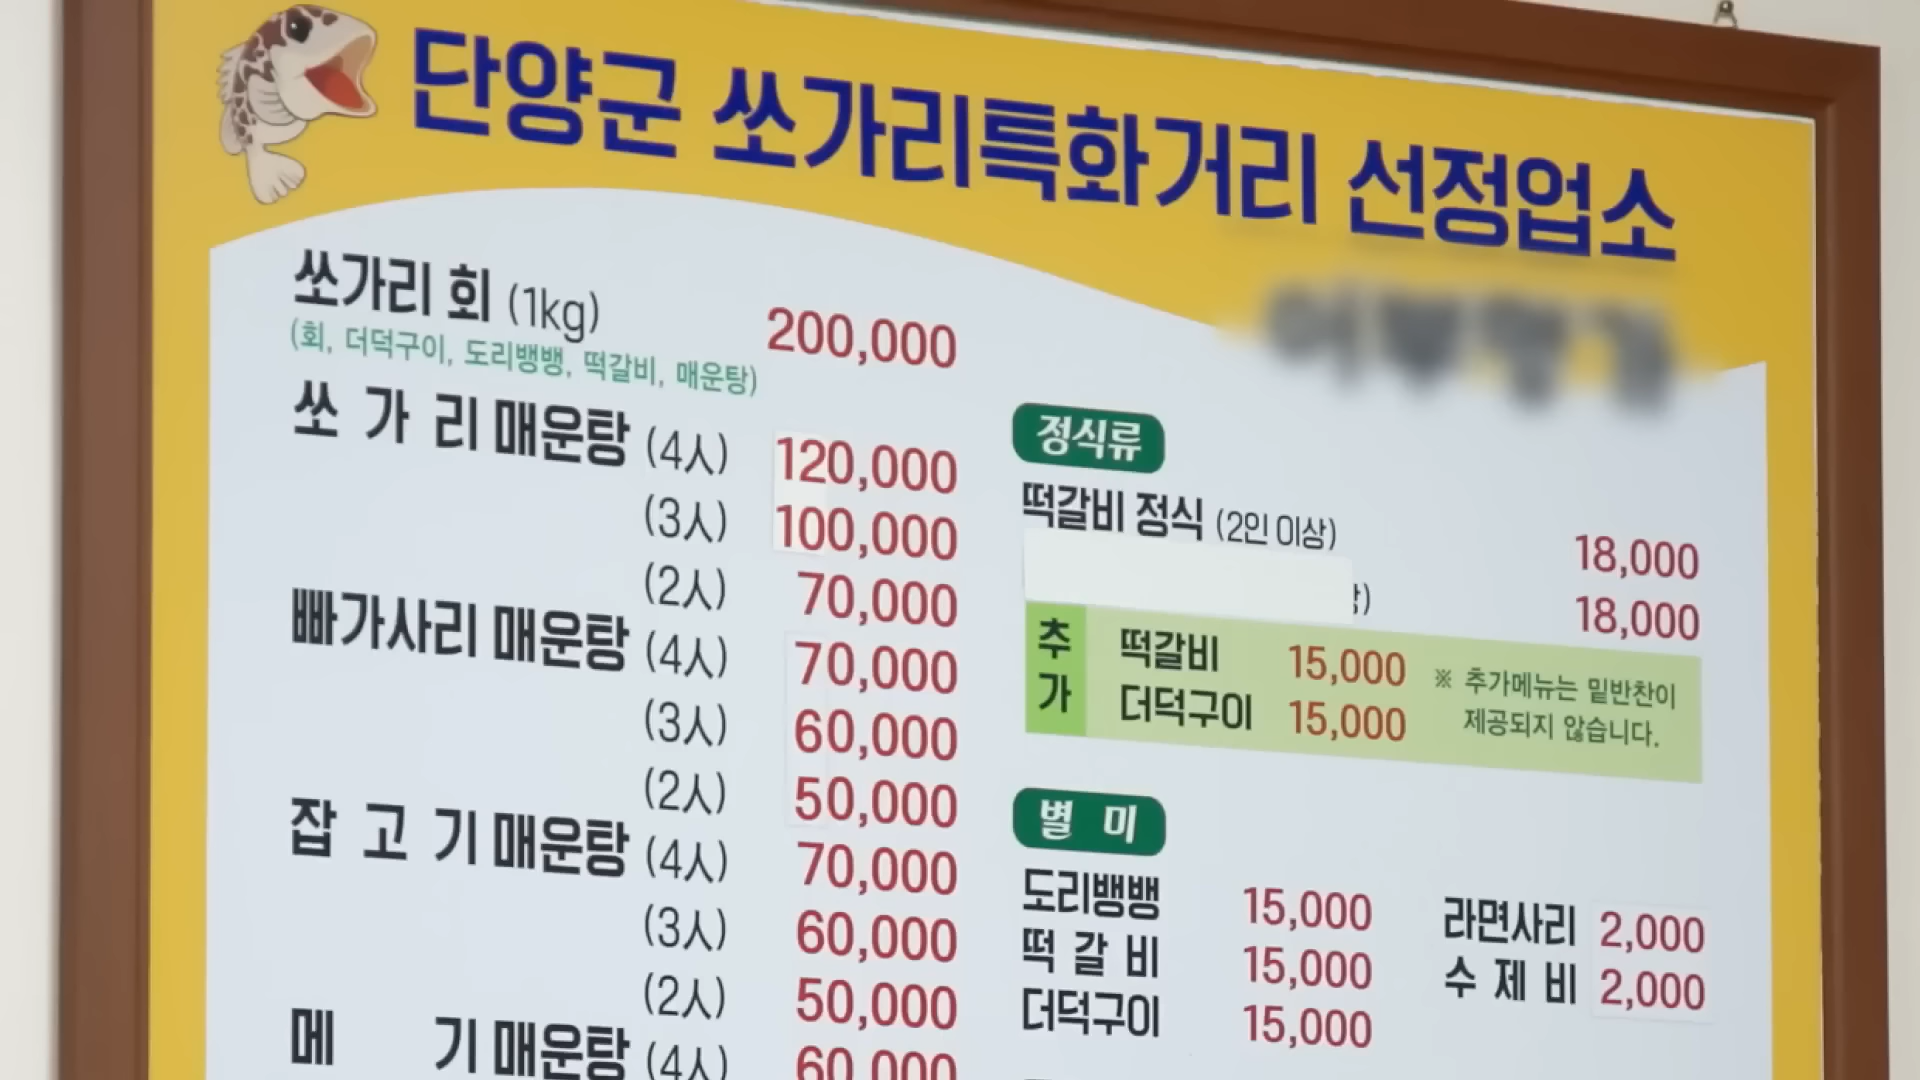 단양군 쏘가리특화거리 선정업소
쏘가리 회 (1kg) 200,000
(회, 더덕구이, 도리뱅뱅, 떡갈비, 매운탕)
쏘 가 리 매운탕 (4人) 120,000
(3人) 100,000
(2人) 70,000
빠가사리 매운탕 (4人) 70,000
(3人) 60,000
(2人) 50,000
잡 고 기 매운탕 (4人) 70,000
(3人) 60,000
(2人) 50,000
메 기 매운탕 (4人) 60,000
정식류
떡갈비 정식 (2인 이상) 18,000
18,000
추가
떡갈비 15,000
더덕구이 15,000
※ 추가메뉴는 밑반찬이
제공되지 않습니다.
별 미
도리뱅뱅 15,000
떡 갈 비 15,000
더덕구이 15,000
라면사리 2,000
수 제 비 2,000